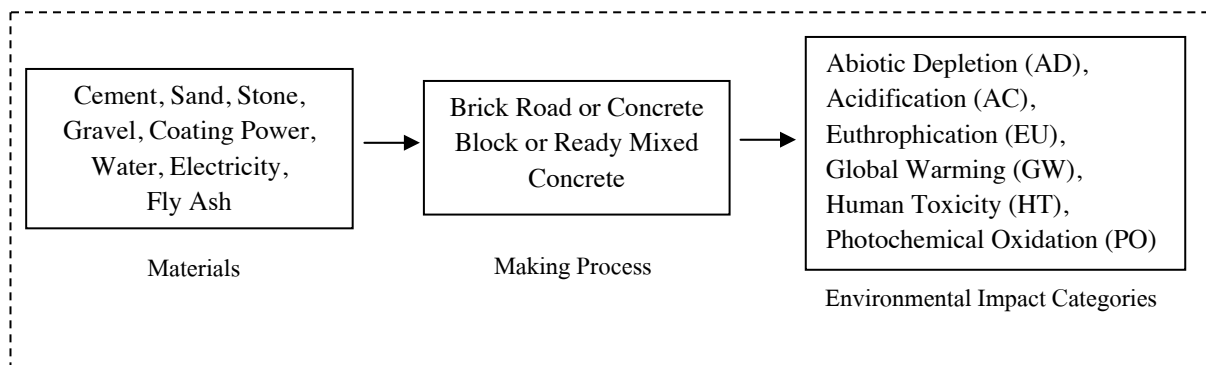 Cement, Sand, Stone,
Gravel, Coating Power,
Water, Electricity,
Fly Ash
Materials
Brick Road or Concrete
Block or Ready Mixed
Concrete
Making Process
Abiotic Depletion (AD),
Acidification (AC),
Euthrophication (EU),
Global Warming (GW),
Human Toxicity (HT),
Photochemical Oxidation (PO)
Environmental Impact Categories